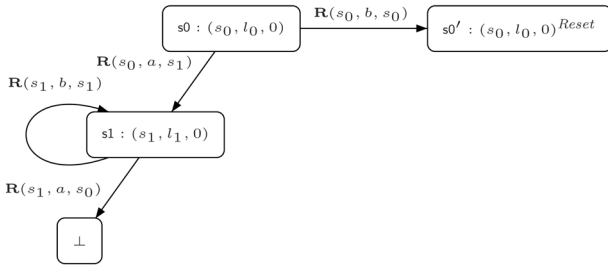 s0 : (s₀, l₀, 0)
R(s₀, b, s₀)
s0′ : (s₀, l₀, 0)^Reset
R(s₀, a, s₁)
R(s₁, b, s₁)
s1 : (s₁, l₁, 0)
R(s₁, a, s₀)
⊥